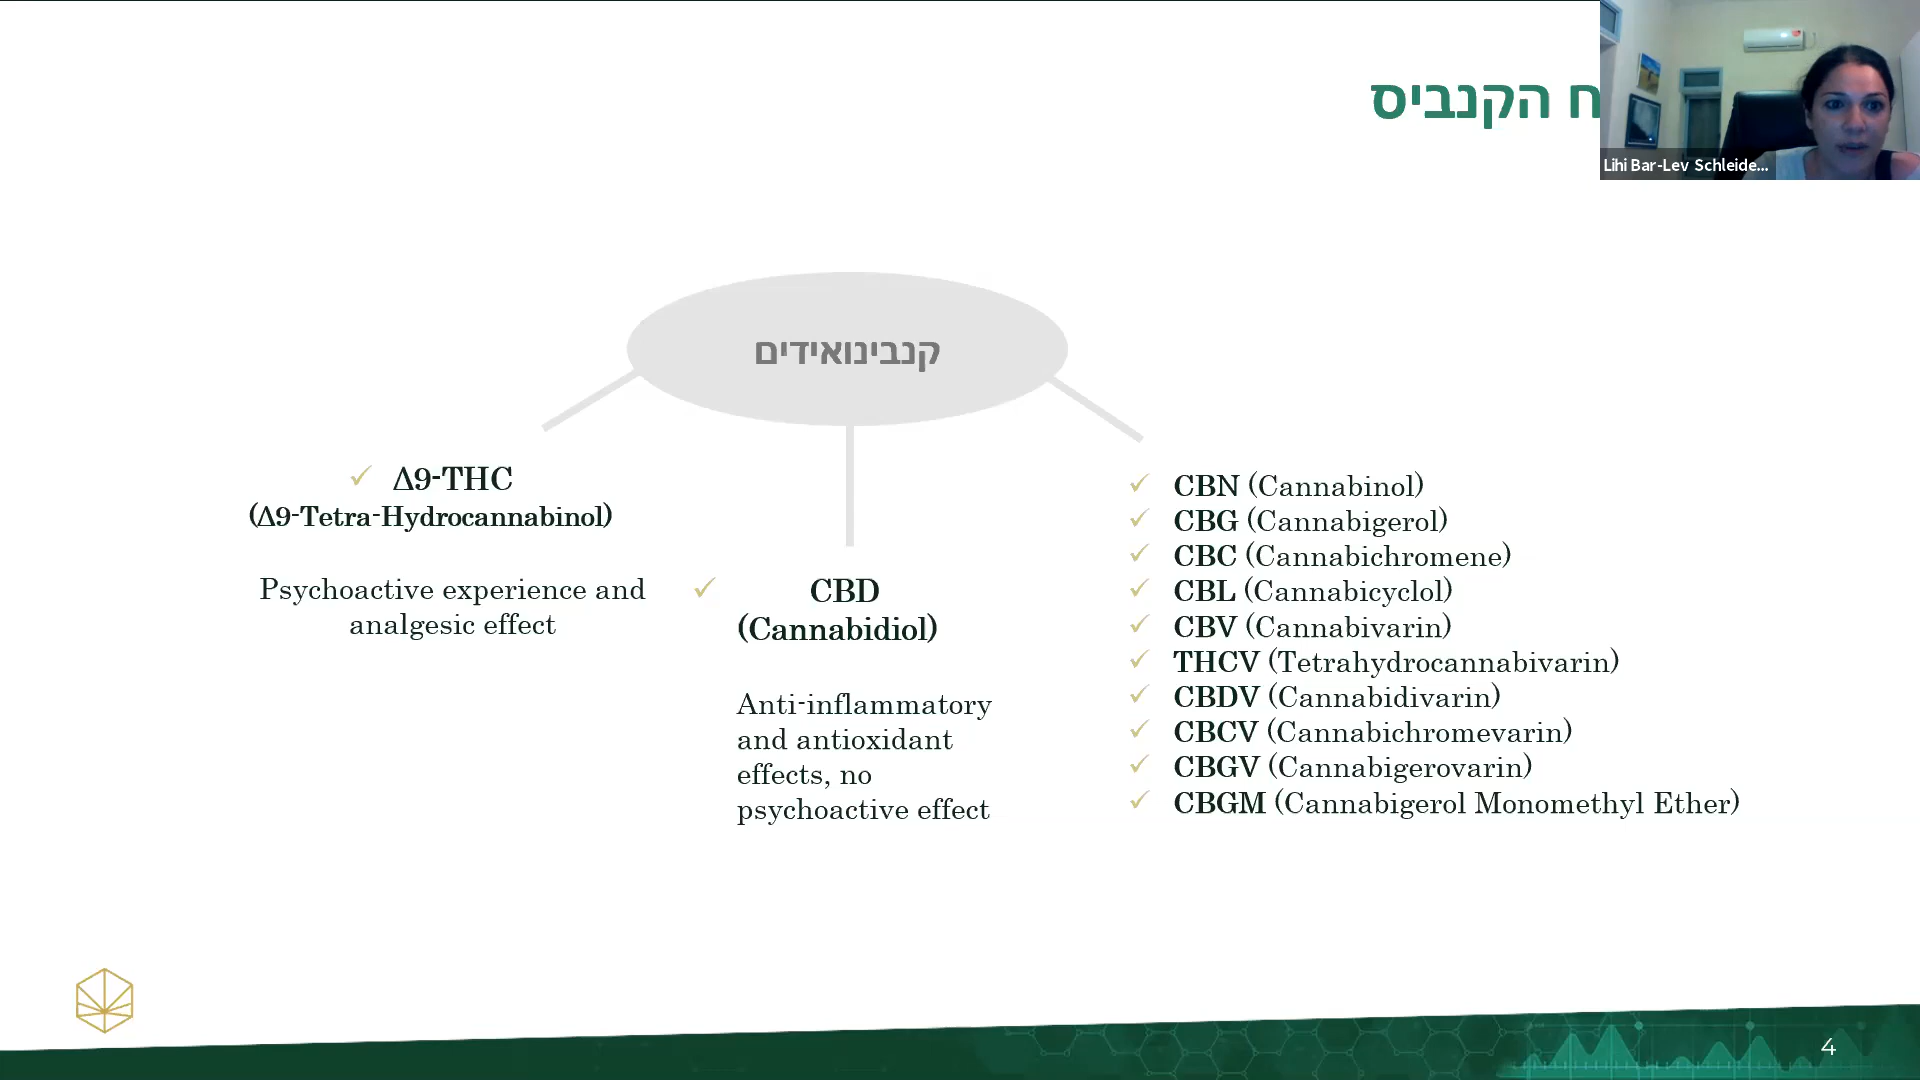 הקנביס
Lihi Bar-Lev Schleide...
קנבינואידים
✓ Δ9-THC
(Δ9-Tetra-Hydrocannabinol)
Psychoactive experience and
analgesic effect
✓ CBD
(Cannabidiol)
Anti-inflammatory
and antioxidant
effects, no
psychoactive effect
✓ CBN (Cannabinol)
✓ CBG (Cannabigerol)
✓ CBC (Cannabichromene)
✓ CBL (Cannabicyclol)
✓ CBV (Cannabivarin)
✓ THCV (Tetrahydrocannabivarin)
✓ CBDV (Cannabidivarin)
✓ CBCV (Cannabichromevarin)
✓ CBGV (Cannabigerovarin)
✓ CBGM (Cannabigerol Monomethyl Ether)
4